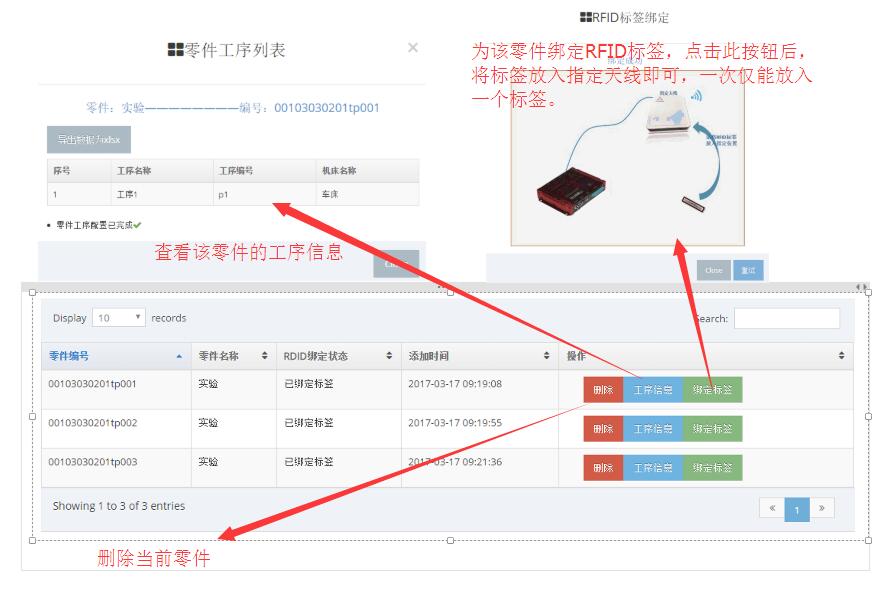 RFID标签绑定
零件工序列表
×
为该零件绑定RFID标签，点击此按钮后，
将标签放入指定天线即可，一次仅能放入
一个标签。
绑定成功
零件：实验————————编号：00103030201tp001
导出数据为xlsx
序号 工序名称 工序编号 机床名称
1 工序1 p1 车床
零件工序配置已完成
查看该零件的工序信息
Close 重试
Display 10 records
Search:
零件编号 零件名称 RDID绑定状态 添加时间 操作
00103030201tp001 实验 已绑定标签 2017-03-17 09:19:08 删除 工序信息 绑定标签
00103030201tp002 实验 已绑定标签 2017-03-17 09:19:55 删除 工序信息 绑定标签
00103030201tp003 实验 已绑定标签 2017-03-17 09:21:36 删除 工序信息 绑定标签
Showing 1 to 3 of 3 entries
« 1 »
删除当前零件